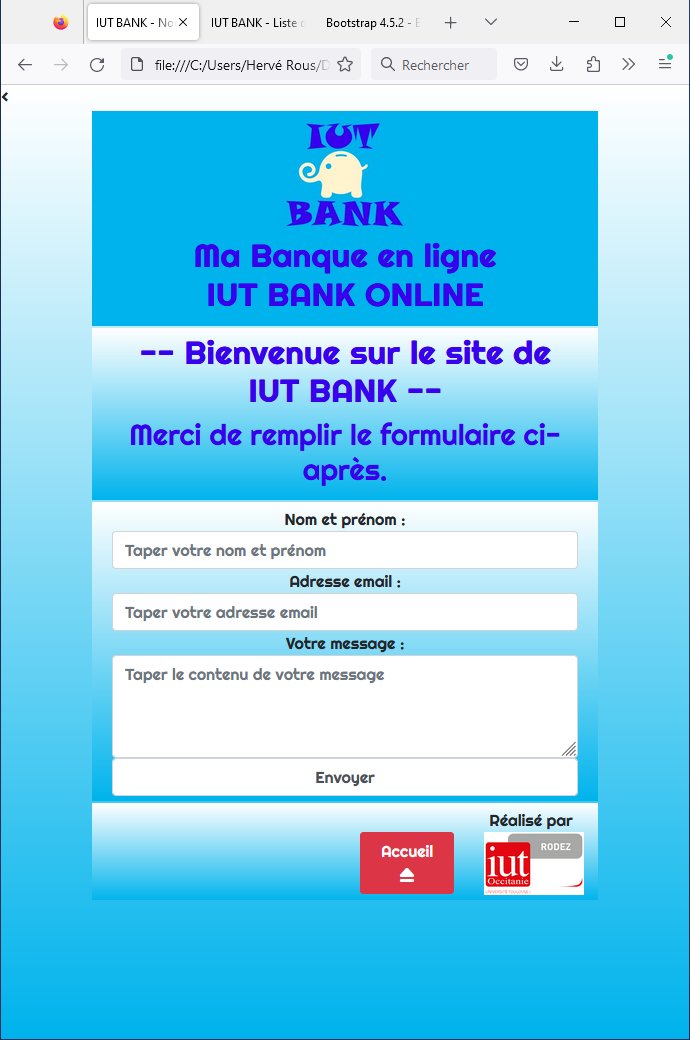 IUT BANK - No
IUT BANK - Liste
Bootstrap 4.5.2 -
file:///C:/Users/Hervé Rous/D
Rechercher
<
IUT
BANK
Ma Banque en ligne
IUT BANK ONLINE
-- Bienvenue sur le site de
IUT BANK --
Merci de remplir le formulaire ci-
après.
Nom et prénom :
Taper votre nom et prénom
Adresse email :
Taper votre adresse email
Votre message :
Taper le contenu de votre message
Envoyer
Réalisé par
Accueil
RODEZ
iut
Occitanie